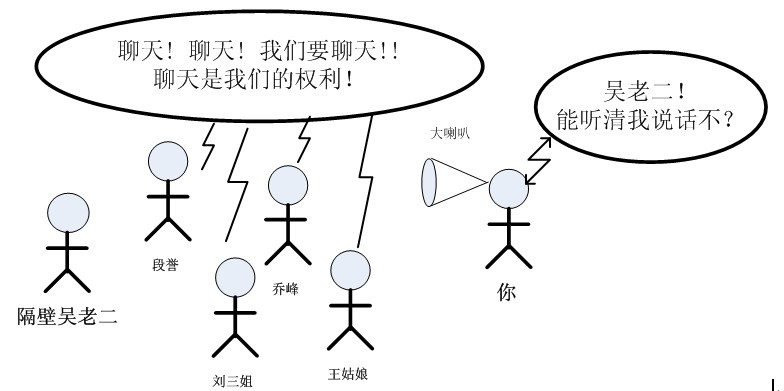 聊天！聊天！我们要聊天！！
聊天是我们的权利！
吴老二！
能听清我说话不？
大喇叭
段誉
乔峰
你
隔壁吴老二
刘三姐
王姑娘